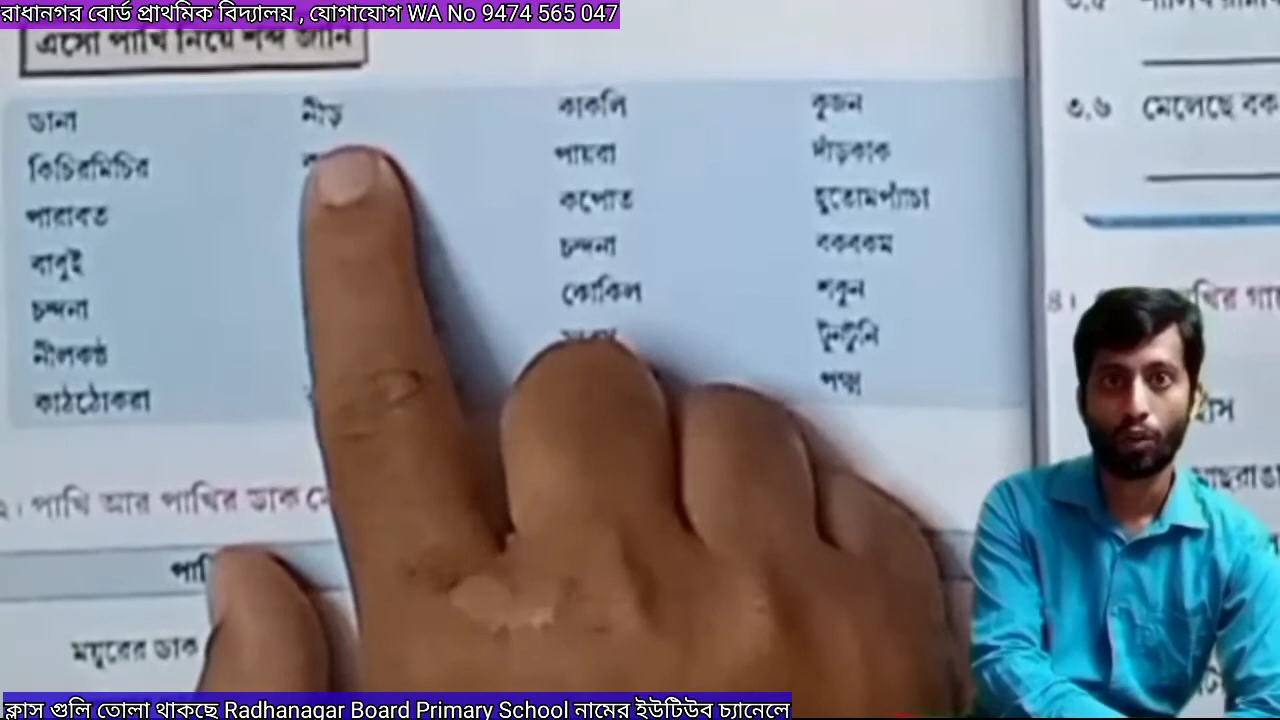 রাধানগর বোর্ড প্রাথমিক বিদ্যালয় , যোগাযোগ WA No 9474 565 047
এসো পাখি নিয়ে শব্দ জানি
ডানা নীড় কাকলি কূজন
কিচিরমিচির পায়রা দাঁড়কাক
পারাবত কপোত হুতোমপ্যাঁচা
বাবুই চন্দনা বকবকম
চন্দনা কোকিল শকুন
নীলকণ্ঠ টুনটুনি
কাঠঠোকরা পক্ষ
২। পাখি আর পাখির ডাক
ময়ূরের ডাক
৩.৬ মেলেছে বক
৪।
ক্লাস গুলি তোলা থাকছে Radhanagar Board Primary School নামের ইউটিউব চ্যানেলে